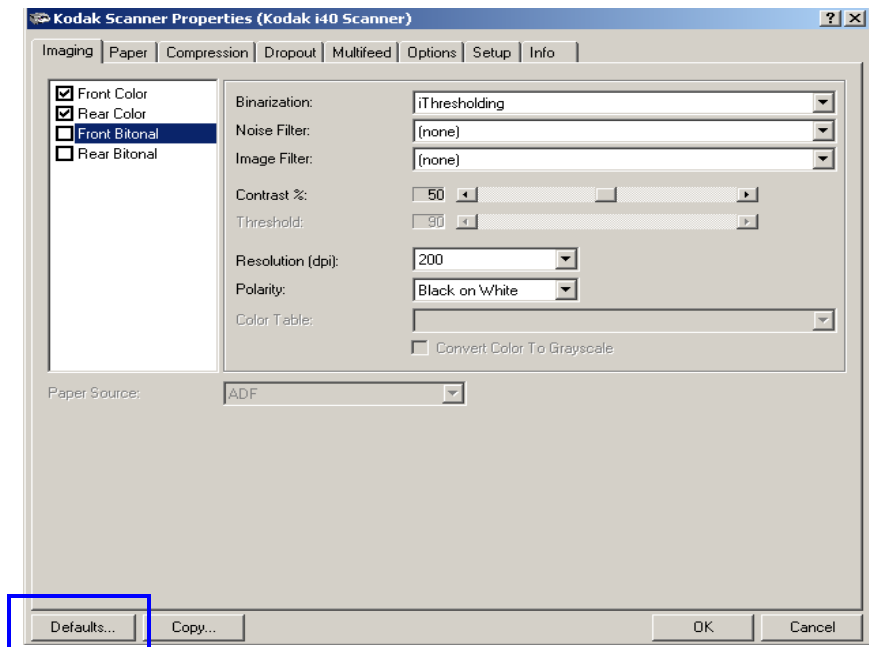 Kodak Scanner Properties (Kodak i40 Scanner)
Imaging Paper Compression Dropout Multifeed Options Setup Info
Front Color
Rear Color
Front Bitonal
Rear Bitonal
Binarization: iThresholding
Noise Filter: (none)
Image Filter: (none)
Contrast %: 50
Threshold: 90
Resolution (dpi): 200
Polarity: Black on White
Color Table:
Convert Color To Grayscale
Paper Source: ADF
Defaults... Copy... OK Cancel